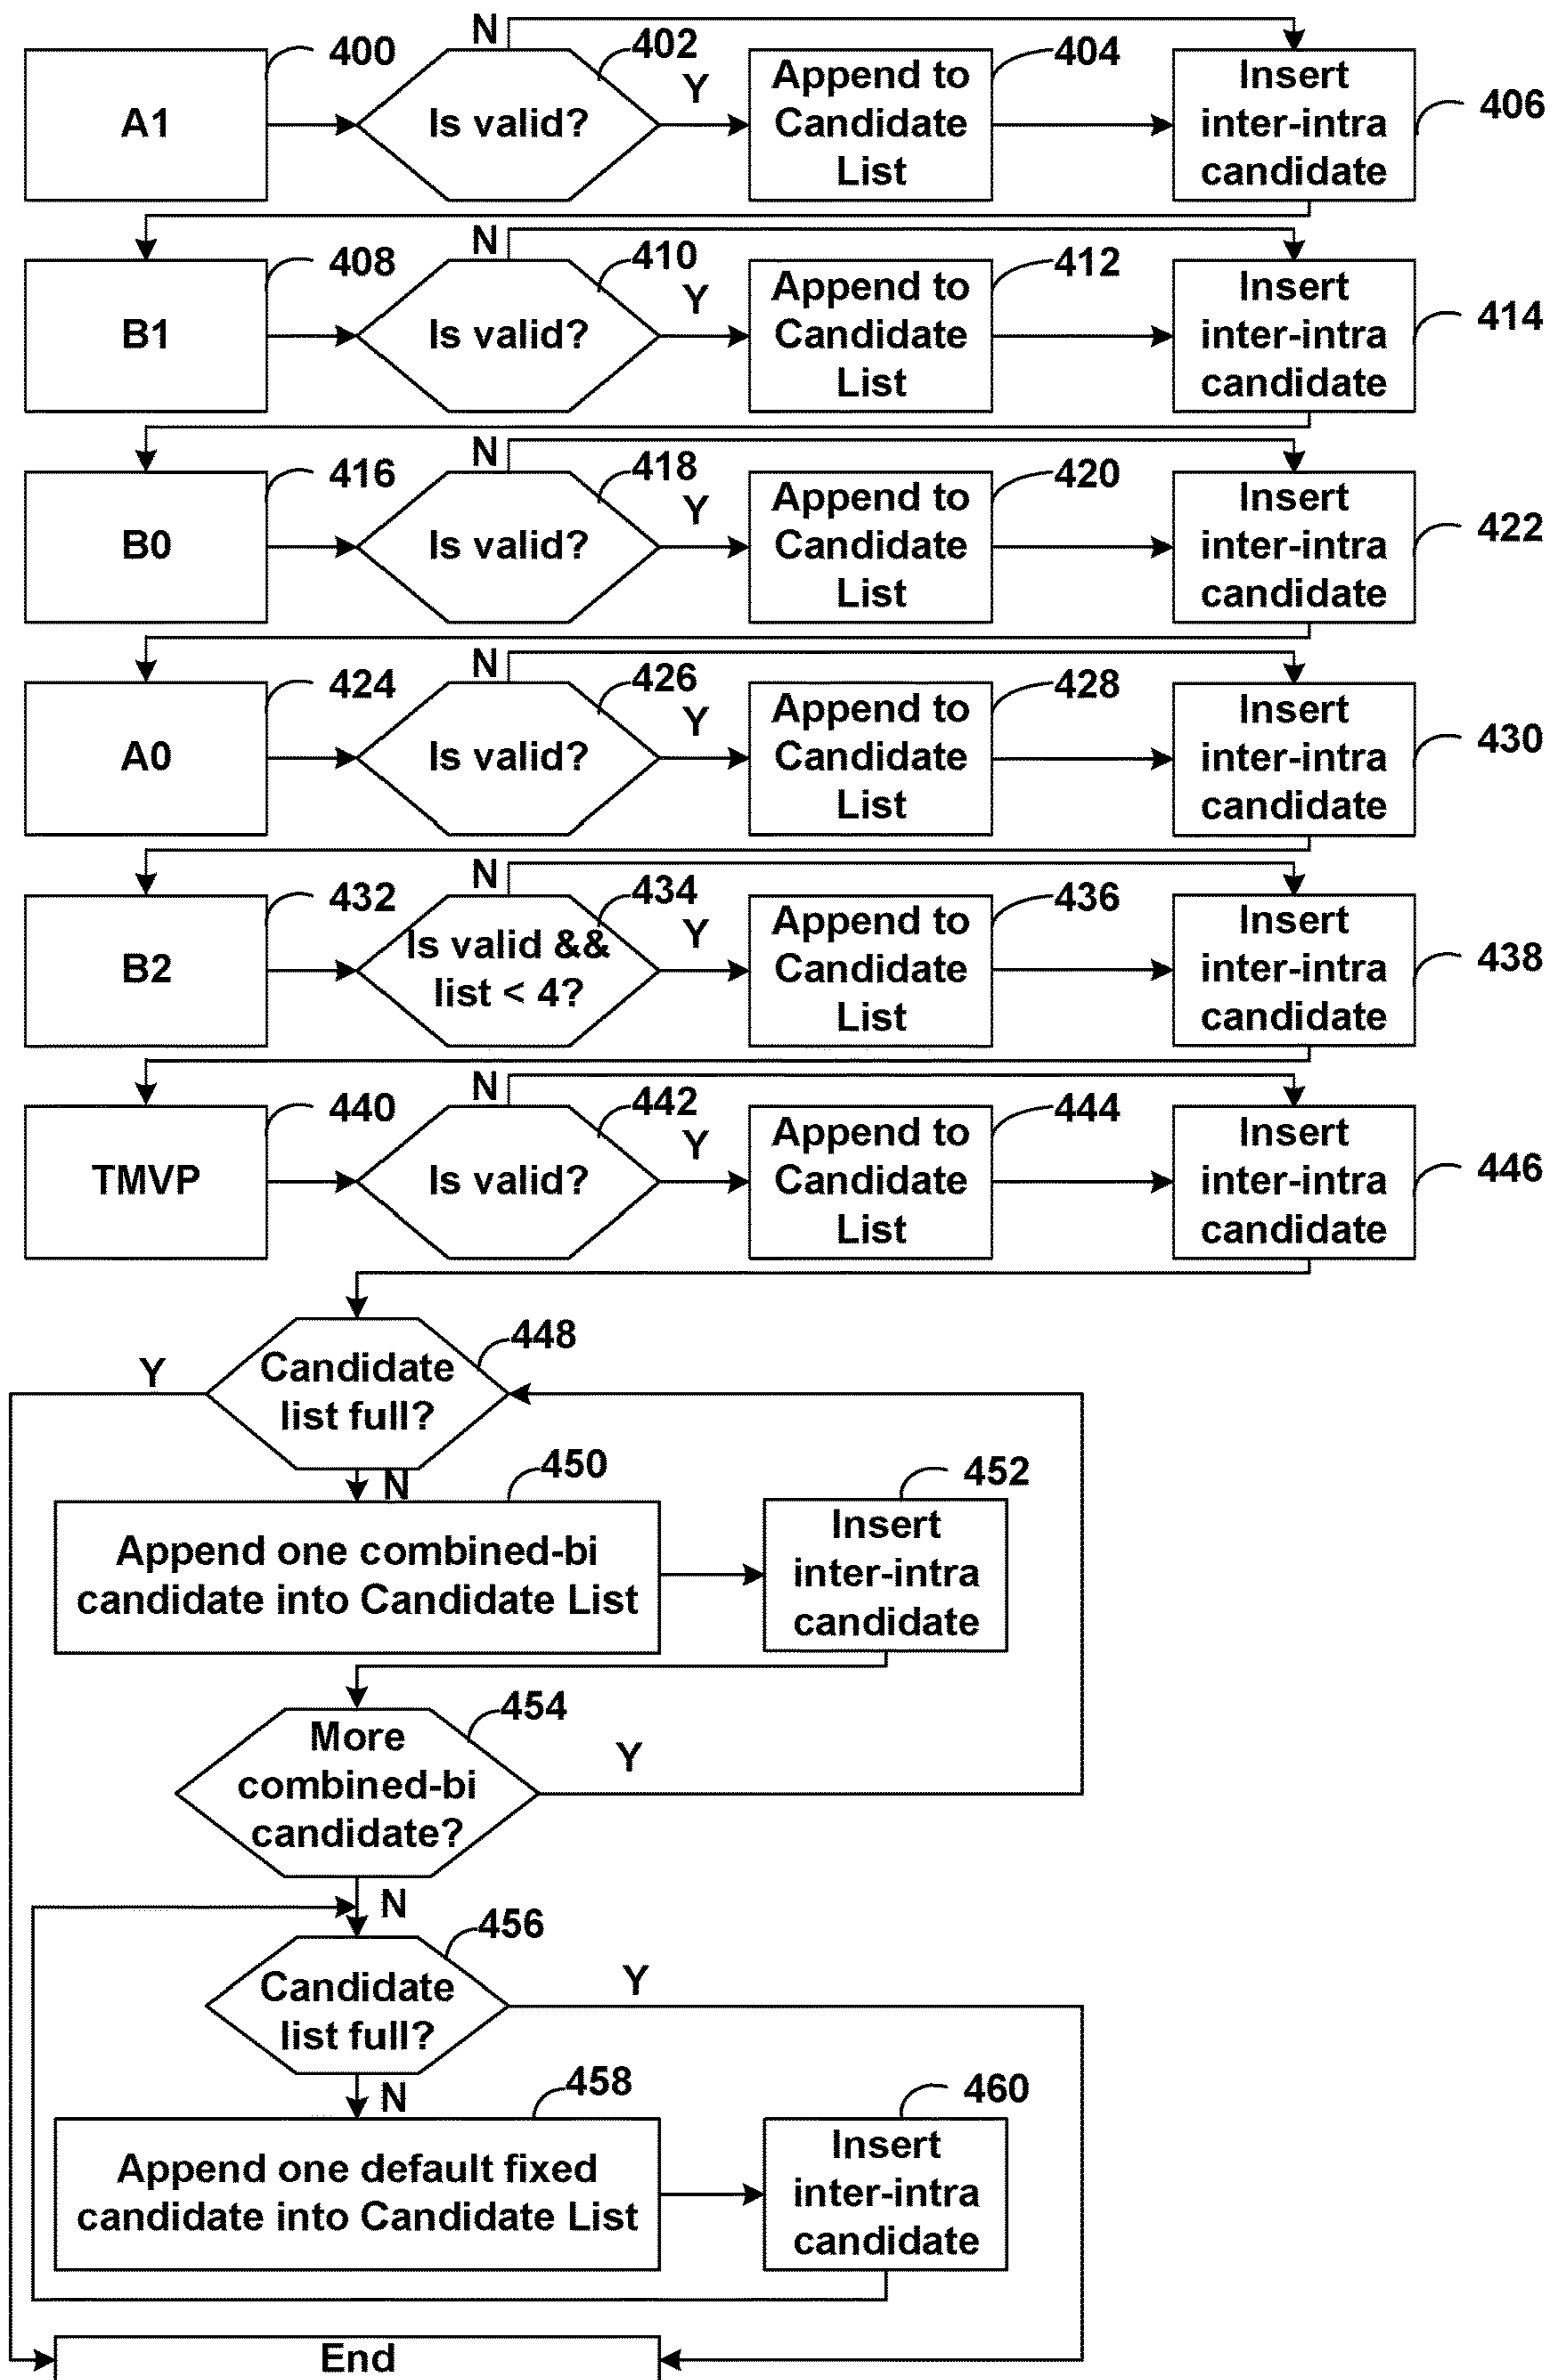 N
400
402
404
406
A1
Is valid?
Y
Append to
Candidate
List
Insert
inter-intra
candidate
N
408
410
412
414
B1
Is valid?
Y
Append to
Candidate
List
Insert
inter-intra
candidate
N
416
418
420
422
B0
Is valid?
Y
Append to
Candidate
List
Insert
inter-intra
candidate
N
424
426
428
430
A0
Is valid?
Y
Append to
Candidate
List
Insert
inter-intra
candidate
N
432
434
436
438
B2
Is valid &&
list < 4?
Y
Append to
Candidate
List
Insert
inter-intra
candidate
N
440
442
444
446
TMVP
Is valid?
Y
Append to
Candidate
List
Insert
inter-intra
candidate
448
Y
Candidate
list full?
N
450
452
Append one combined-bi
candidate into Candidate List
Insert
inter-intra
candidate
454
More
combined-bi
candidate?
Y
N
456
Candidate
list full?
Y
N
458
460
Append one default fixed
candidate into Candidate List
Insert
inter-intra
candidate
End